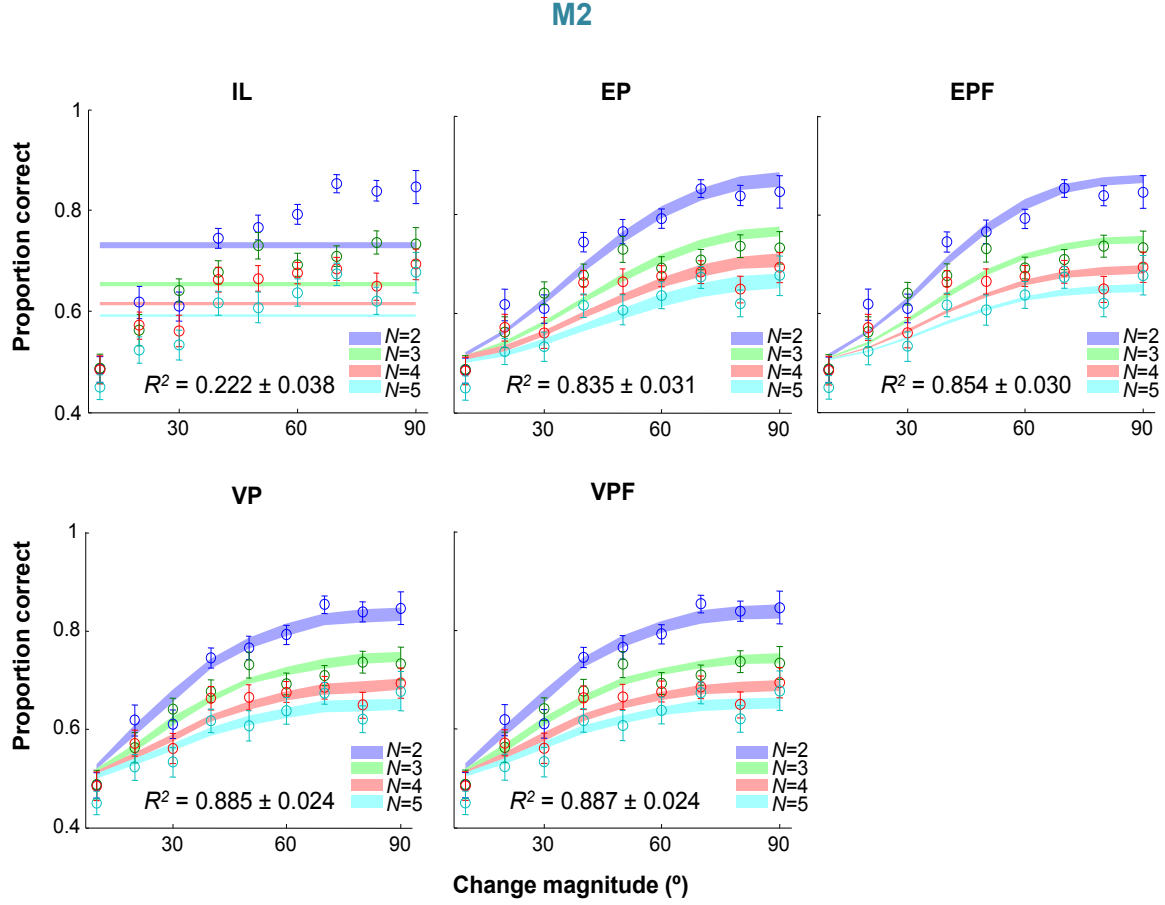 M2
IL
EP
EPF
Proportion correct
1
0.8
0.6
0.4
N=2
N=3
N=4
N=5
R² = 0.222 ± 0.038
30
60
90
N=2
N=3
N=4
N=5
R² = 0.835 ± 0.031
30
60
90
N=2
N=3
N=4
N=5
R² = 0.854 ± 0.030
30
60
90
VP
VPF
Proportion correct
1
0.8
0.6
0.4
N=2
N=3
N=4
N=5
R² = 0.885 ± 0.024
30
60
90
N=2
N=3
N=4
N=5
R² = 0.887 ± 0.024
30
60
90
Change magnitude (º)